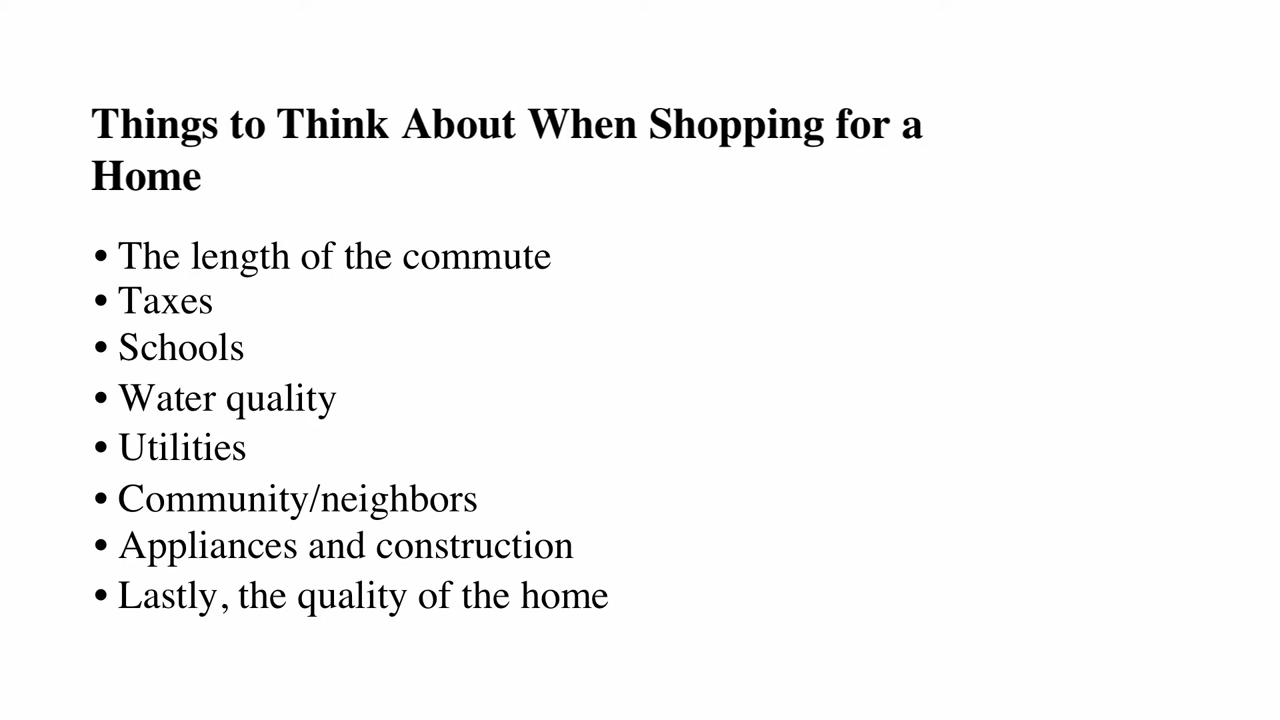 Things to Think About When Shopping for a
Home
• The length of the commute
• Taxes
• Schools
• Water quality
• Utilities
• Community/neighbors
• Appliances and construction
• Lastly, the quality of the home